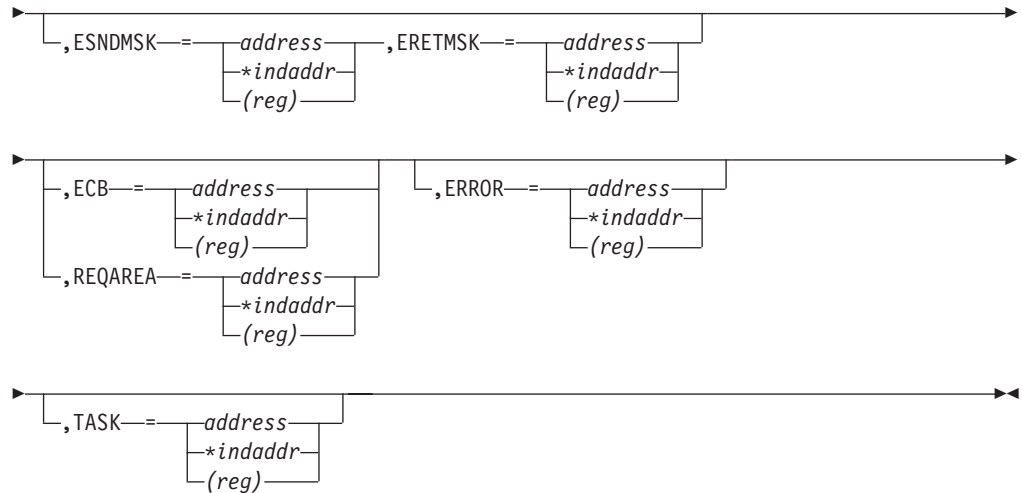 ,ESNDMSK = address ,ERETMSK = address
*indaddr *indaddr
(reg) (reg)
,ECB = address ,ERROR = address
*indaddr *indaddr
(reg) (reg)
,REQAREA = address
*indaddr
(reg)
,TASK = address
*indaddr
(reg)